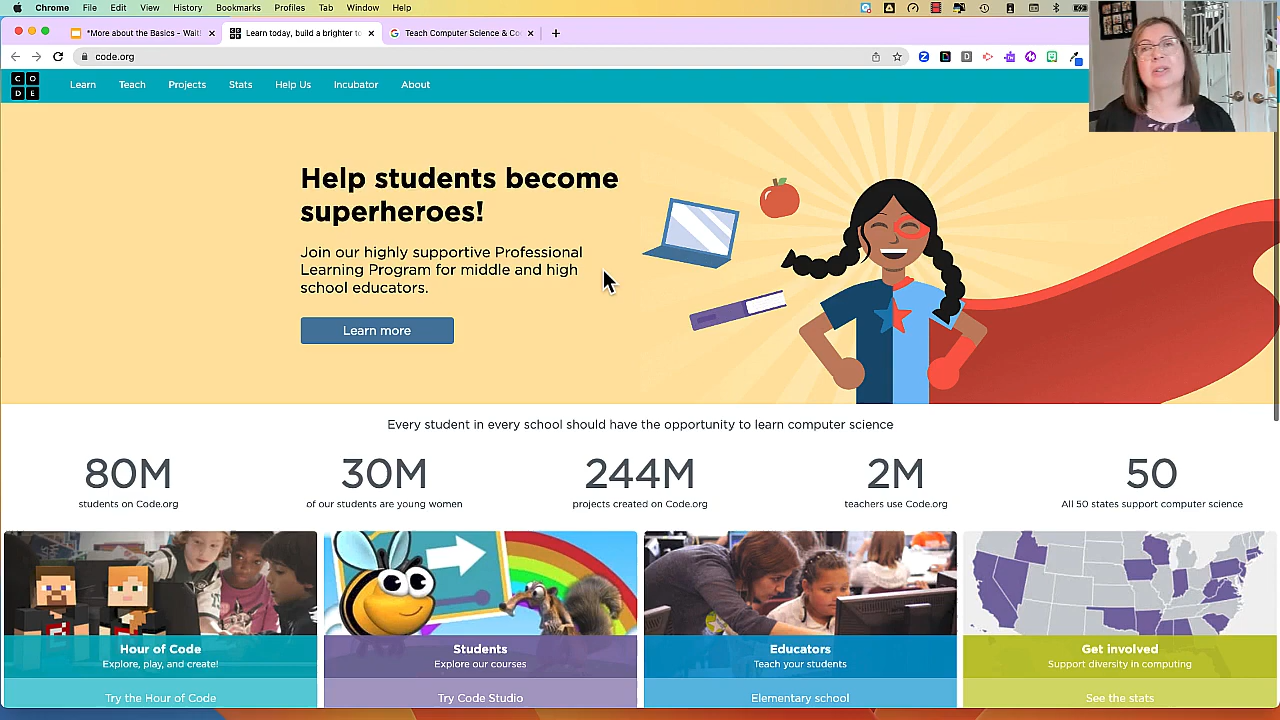 Chrome File Edit View History Bookmarks Profiles Tab Window Help
*More about the Basics - Wait!
Learn today, build a brighter to
Teach Computer Science & Co
code.org
C O
D E
Learn Teach Projects Stats Help Us Incubator About
Help students become
superheroes!
Join our highly supportive Professional
Learning Program for middle and high
school educators.
Learn more
Every student in every school should have the opportunity to learn computer science
80M
students on Code.org
30M
of our students are young women
244M
projects created on Code.org
2M
teachers use Code.org
50
All 50 states support computer science
Hour of Code
Explore, play, and create!
Try the Hour of Code
Students
Explore our courses
Try Code Studio
Educators
Teach your students
Elementary school
Get involved
Support diversity in computing
See the stats